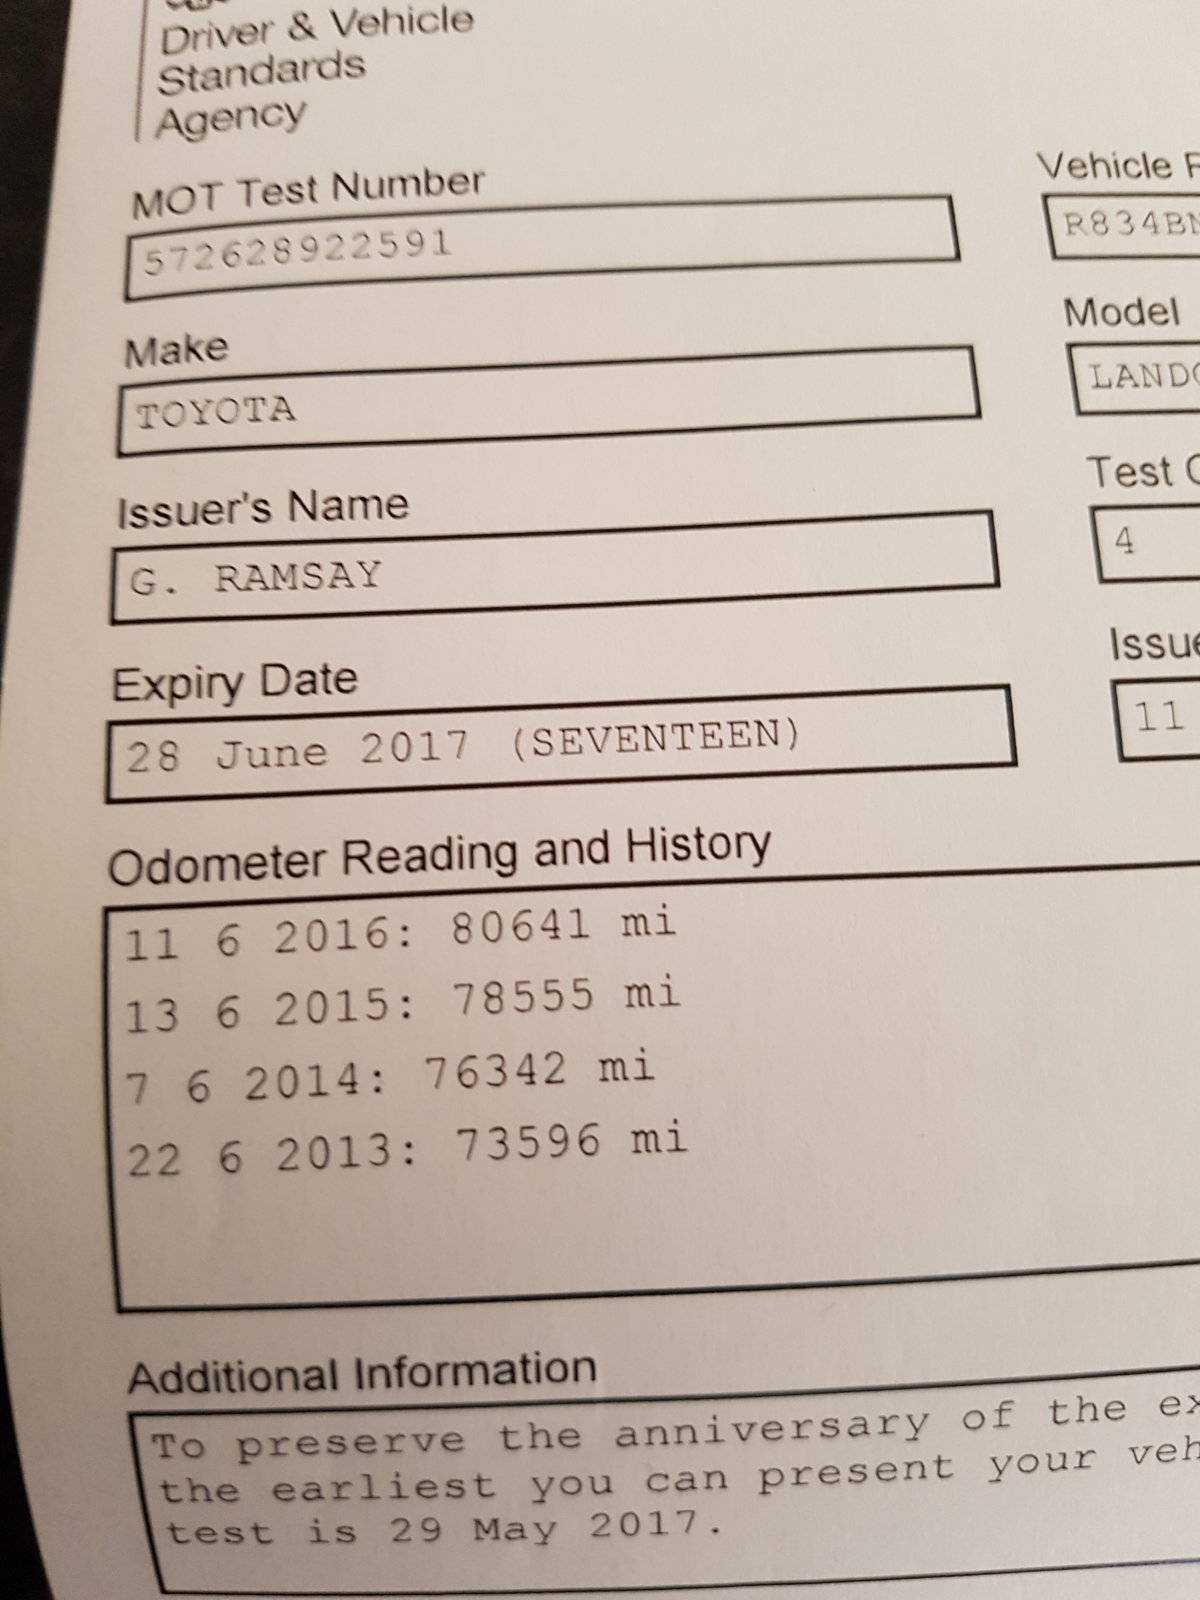 Driver & Vehicle
Standards
Agency
MOT Test Number
572628922591
Vehicle
R834B
Make
TOYOTA
Model
LAND
Issuer's Name
G. RAMSAY
Test
4
Expiry Date
28 June 2017 (SEVENTEEN)
Issue
11
Odometer Reading and History
11 6 2016: 80641 mi
13 6 2015: 78555 mi
7 6 2014: 76342 mi
22 6 2013: 73596 mi
Additional Information
To preserve the anniversary of the ex
the earliest you can present your veh
test is 29 May 2017.